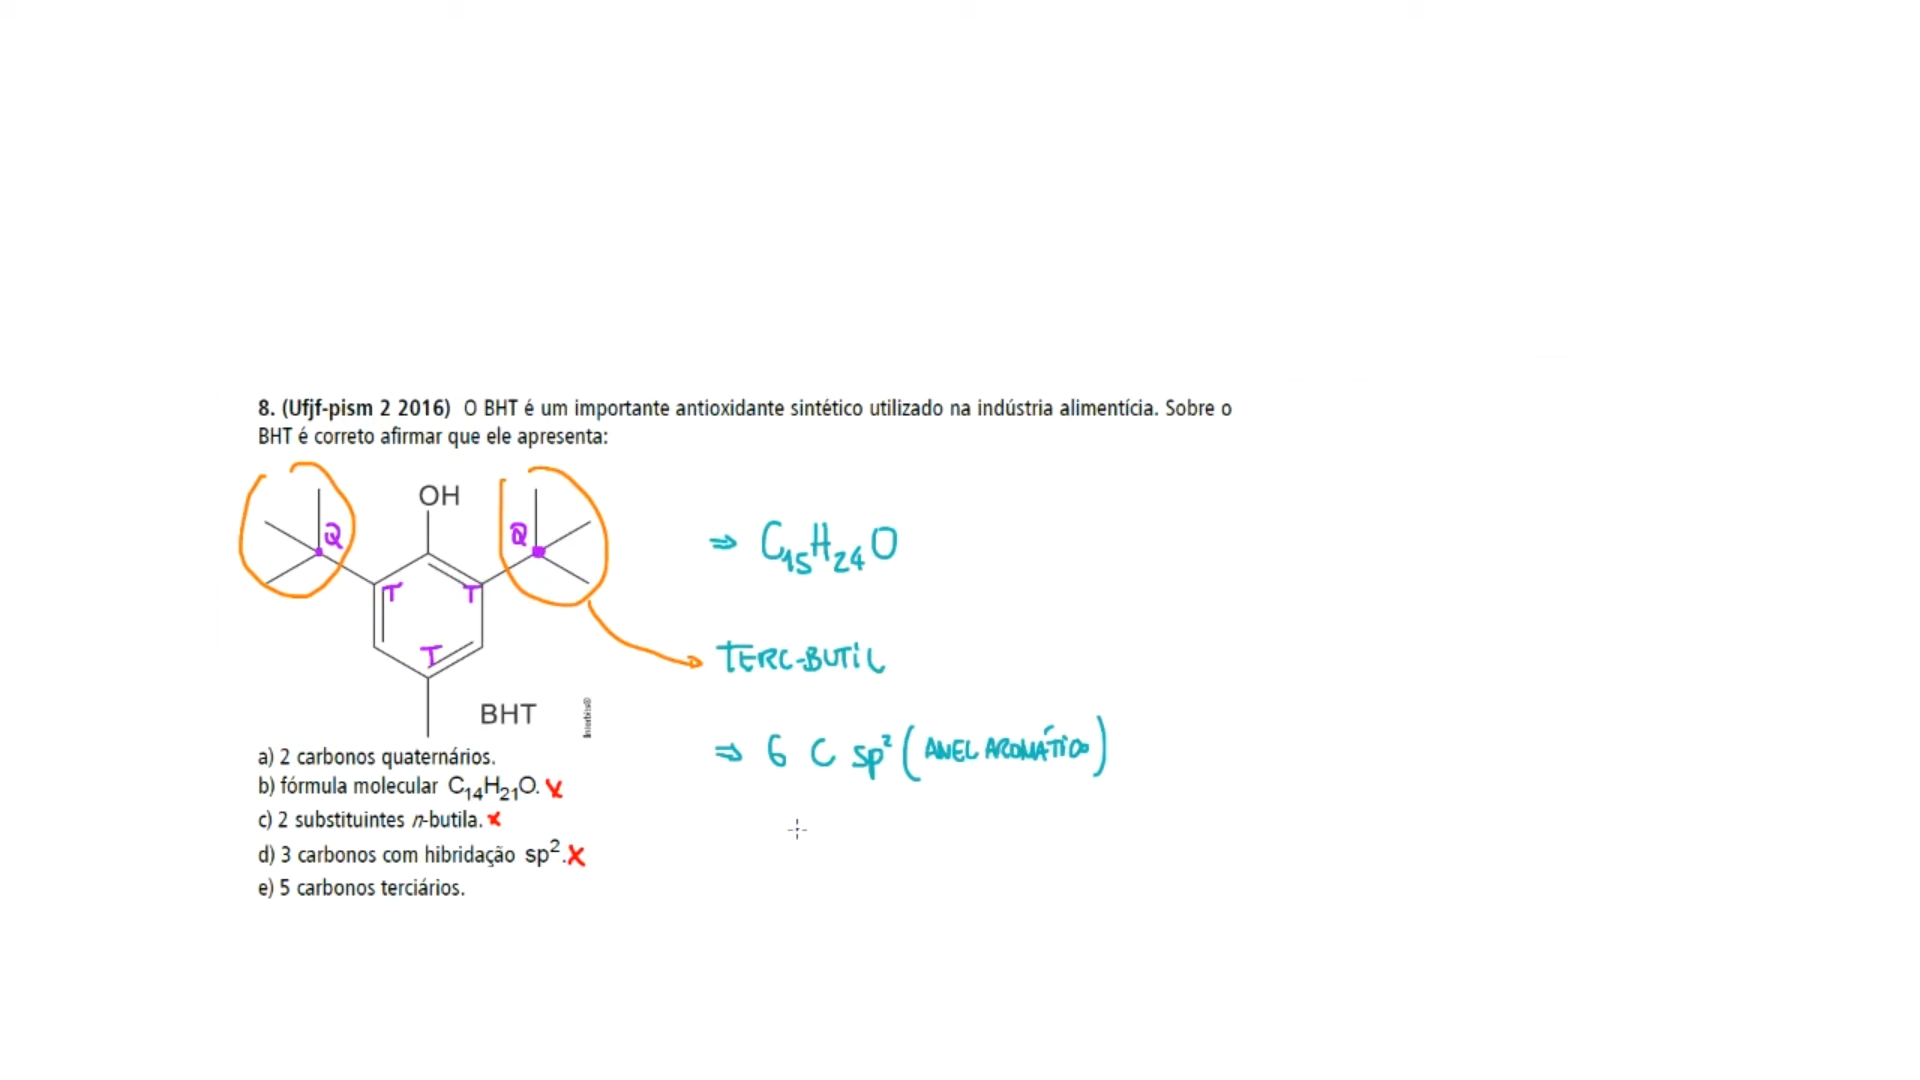 8. (Ufjf-pism 2 2016) O BHT é um importante antioxidante sintético utilizado na indústria alimentícia. Sobre o
BHT é correto afirmar que ele apresenta:
OH
Q
Q
⇒ C₁₅H₂₄O
T
T
T
TERC-BUTIL
BHT
Interbits®
⇒ 6 C sp² (ANEL AROMÁTICO)
a) 2 carbonos quaternários.
b) fórmula molecular C₁₄H₂₁O. X
c) 2 substituintes n-butila. X
d) 3 carbonos com hibridação sp². X
e) 5 carbonos terciários.